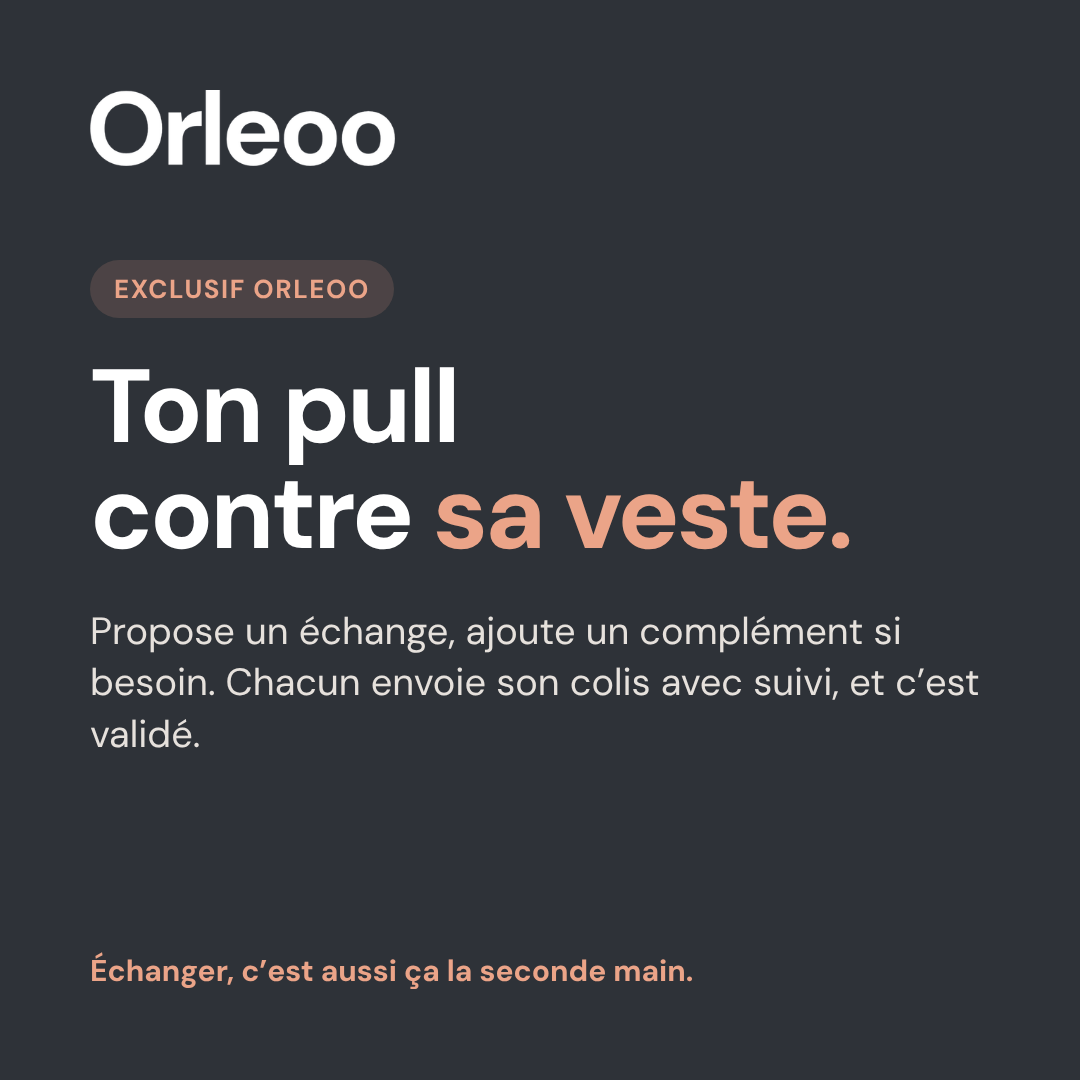 Orleoo
EXCLUSIF ORLEOO
Ton pull
contre sa veste.
Propose un échange, ajoute un complément si
besoin. Chacun envoie son colis avec suivi, et c’est
validé.
Échanger, c’est aussi ça la seconde main.